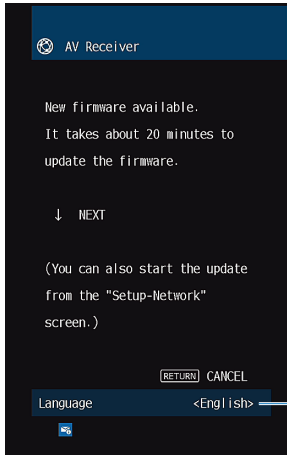 AV Receiver
New firmware available.
It takes about 20 minutes to
update the firmware.
↓ NEXT
(You can also start the update
from the "Setup-Network"
screen.)
RETURN CANCEL
Language <English>